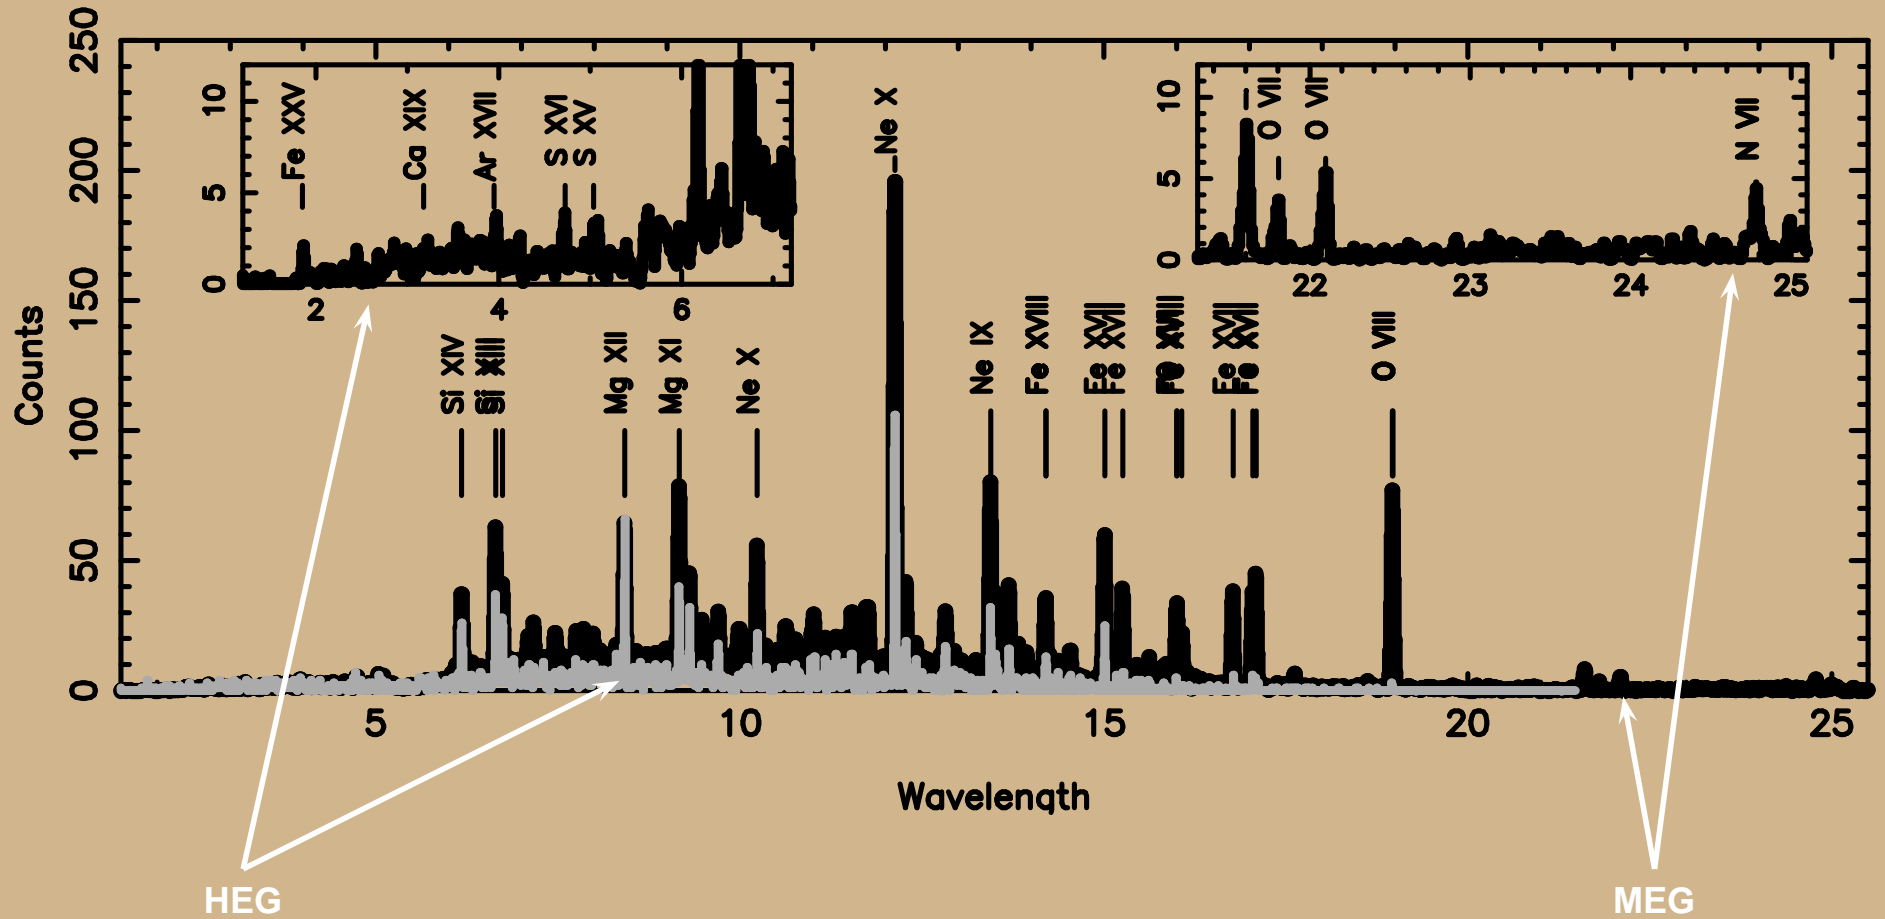 250
200
150
100
50
0
Counts
10
5
0
Fe XXV
Ca XIX
Ar XVII
S XVI
S XV
2
4
6
Ne X
10
5
0
O VII
O VII
N VII
22
23
24
25
Si XIV
Si XIII
Mg XII
Mg XI
Ne X
Ne IX
Fe XVIII
Fe XVII
Fe XVII
Fe XVIII
Fe XVII
Fe XVII
O VIII
5
10
15
20
25
Wavelength
HEG
MEG